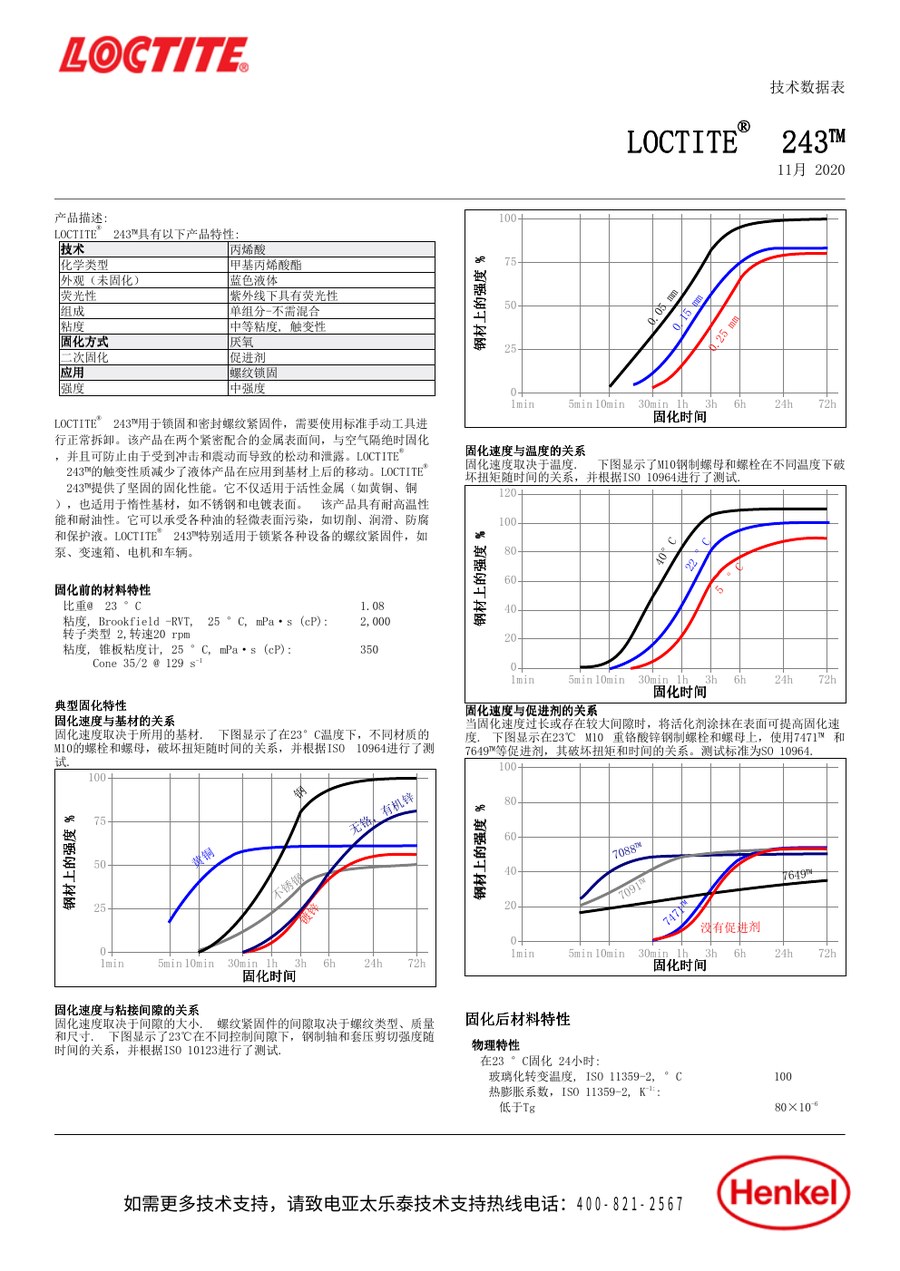 LOCTITE®
技术数据表
LOCTITE® 243™
11月 2020
产品描述:
LOCTITE® 243™具有以下产品特性:
技术 丙烯酸
化学类型 甲基丙烯酸酯
外观（未固化） 蓝色液体
荧光性 紫外线下具有荧光性
组成 单组分-不需混合
粘度 中等粘度, 触变性
固化方式 厌氧
二次固化 促进剂
应用 螺纹锁固
强度 中强度
LOCTITE® 243™用于锁固和密封螺纹紧固件，需要使用标准手动工具进
行正常拆卸。该产品在两个紧密配合的金属表面间，与空气隔绝时固化
，并且可防止由于受到冲击和震动而导致的松动和泄露。LOCTITE®
243™的触变性质减少了液体产品在应用到基材上后的移动。LOCTITE®
243™提供了坚固的固化性能。它不仅适用于活性金属（如黄铜、铜
），也适用于惰性基材，如不锈钢和电镀表面。 该产品具有耐高温性
能和耐油性。它可以承受各种油的轻微表面污染，如切削、润滑、防腐
和保护液。LOCTITE® 243™特别适用于锁紧各种设备的螺纹紧固件，如
泵、变速箱、电机和车辆。
固化前的材料特性
比重@ 23 ° C 1.08
粘度, Brookfield -RVT, 25 ° C, mPa·s (cP): 2,000
转子类型 2,转速20 rpm
粘度, 锥板粘度计, 25 ° C, mPa·s (cP): 350
Cone 35/2 @ 129 s⁻¹
典型固化特性
固化速度与基材的关系
固化速度取决于所用的基材. 下图显示了在23° C温度下, 不同材质的
M10的螺栓和螺母, 破坏扭矩随时间的关系, 并根据ISO 10964进行了测
试.
钢材上的强度 %
100
75
50
25
0
黄铜
钢
无铬，有机锌
不锈钢
镀锌
1min 5min 10min 30min 1h 3h 6h 24h 72h
固化时间
固化速度与粘接间隙的关系
固化速度取决于间隙的大小. 螺纹紧固件的间隙取决于螺纹类型、质量
和尺寸. 下图显示了23℃在不同控制间隙下, 钢制轴和套压剪切强度随
时间的关系, 并根据ISO 10123进行了测试.
钢材上的强度 %
100
75
50
25
0
0.05 mm
0.15 mm
0.25 mm
1min 5min 10min 30min 1h 3h 6h 24h 72h
固化时间
固化速度与温度的关系
固化速度取决于温度. 下图显示了M10钢制螺母和螺栓在不同温度下破
坏扭矩随时间的关系, 并根据ISO 10964进行了测试.
钢材上的强度 %
120
100
80
60
40
20
0
40° C
22 ° C
5 ° C
1min 5min 10min 30min 1h 3h 6h 24h 72h
固化时间
固化速度与促进剂的关系
当固化速度过长或存在较大间隙时, 将活化剂涂抹在表面可提高固化速
度. 下图显示在23℃ M10 重铬酸锌钢制螺栓和螺母上, 使用7471™ 和
7649™等促进剂, 其破坏扭矩和时间的关系。测试标准为SO 10964.
钢材上的强度 %
100
80
60
40
20
0
7088™
7091™
7649™
7471™
没有促进剂
1min 5min 10min 30min 1h 3h 6h 24h 72h
固化时间
固化后材料特性
物理特性
在23 ° C固化 24小时:
玻璃化转变温度, ISO 11359-2, ° C 100
热膨胀系数, ISO 11359-2, K⁻¹:
低于Tg 80×10⁻⁶
如需更多技术支持，请致电亚太乐泰技术支持热线电话：400-821-2567
Henkel